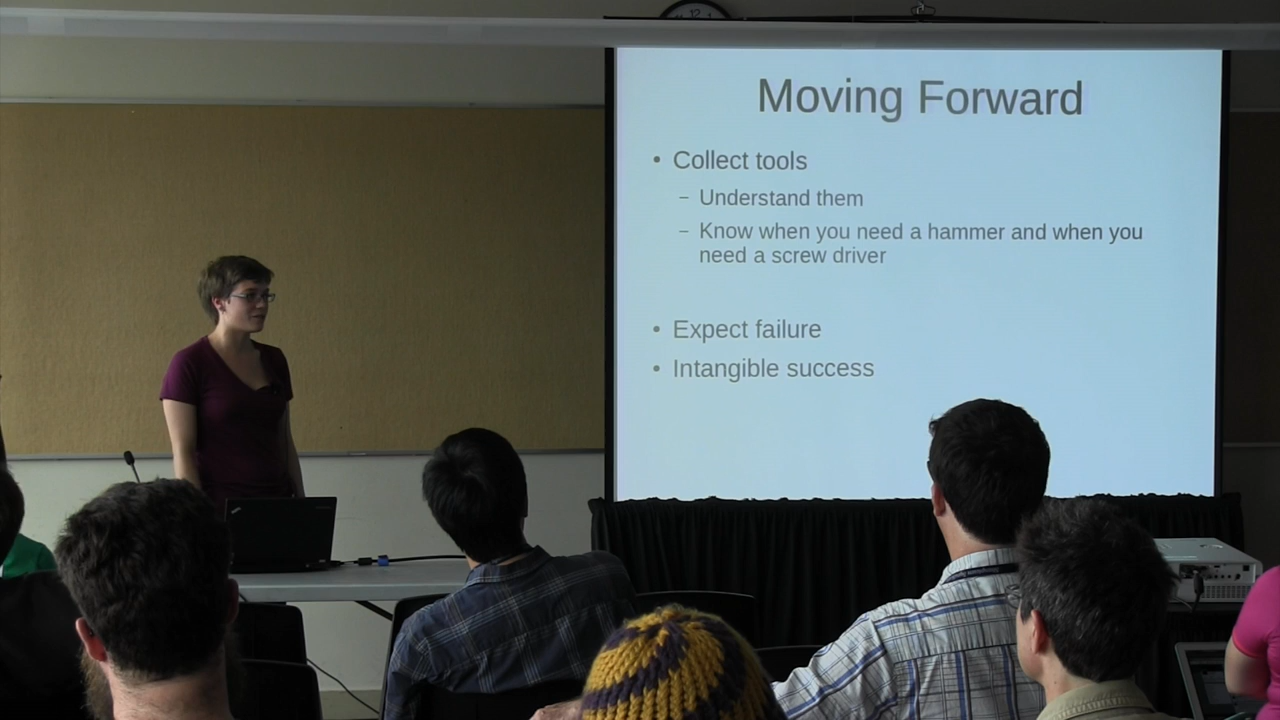 12
Moving Forward
• Collect tools
– Understand them
– Know when you need a hammer and when you
need a screw driver
• Expect failure
• Intangible success